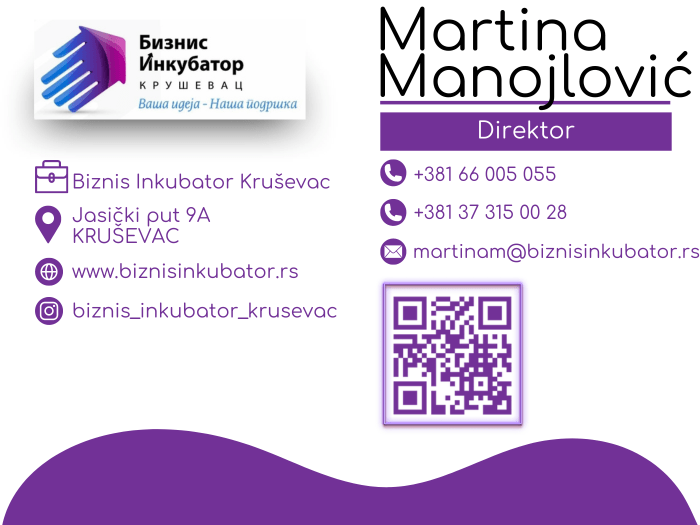 Бизнис
Инкубатор
КРУШЕВАЦ
Ваша идеја - Наша подршка
Biznis Inkubator Kruševac
Jasički put 9A
KRUŠEVAC
www.biznisinkubator.rs
biznis_inkubator_krusevac
Martina
Manojlović
Direktor
+381 66 005 055
+381 37 315 00 28
martinam@biznisinkubator.rs